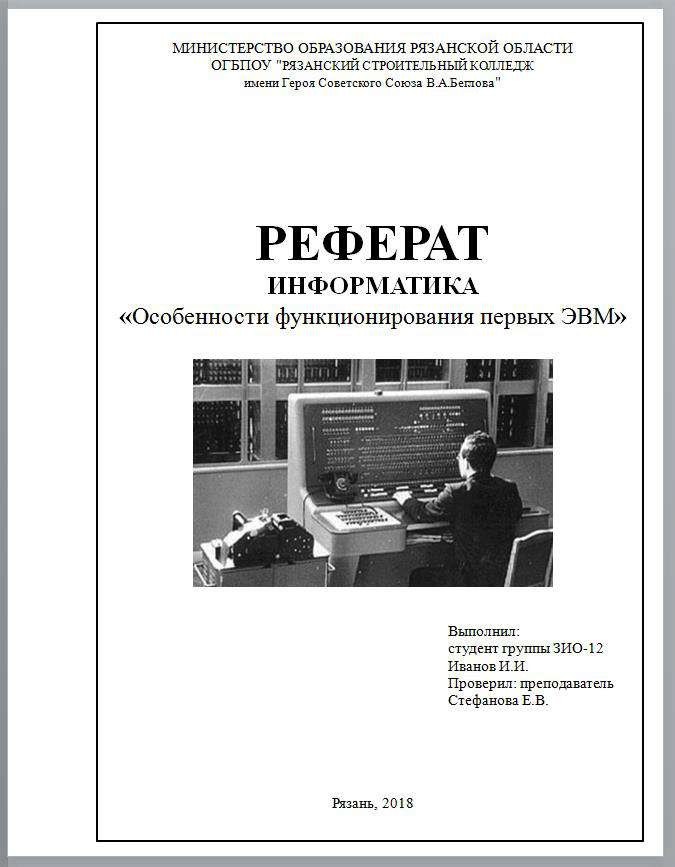 МИНИСТЕРСТВО ОБРАЗОВАНИЯ РЯЗАНСКОЙ ОБЛАСТИ
ОГБПОУ "РЯЗАНСКИЙ СТРОИТЕЛЬНЫЙ КОЛЛЕДЖ
имени Героя Советского Союза В.А.Беглова"
РЕФЕРАТ
ИНФОРМАТИКА
«Особенности функционирования первых ЭВМ»
Выполнил:
студент группы ЗИО-12
Иванов И.И.
Проверил: преподаватель
Стефанова Е.В.
Рязань, 2018